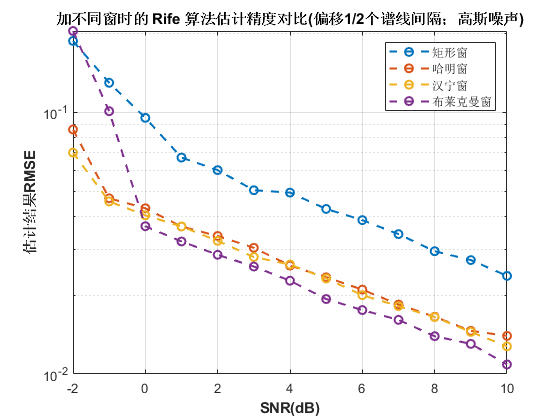 加不同窗时的 Rife 算法估计精度对比(偏移1/2个谱线间隔；高斯噪声)
矩形窗
哈明窗
汉宁窗
布莱克曼窗
10⁻¹
10⁻²
估计结果RMSE
-2 0 2 4 6 8 10
SNR(dB)